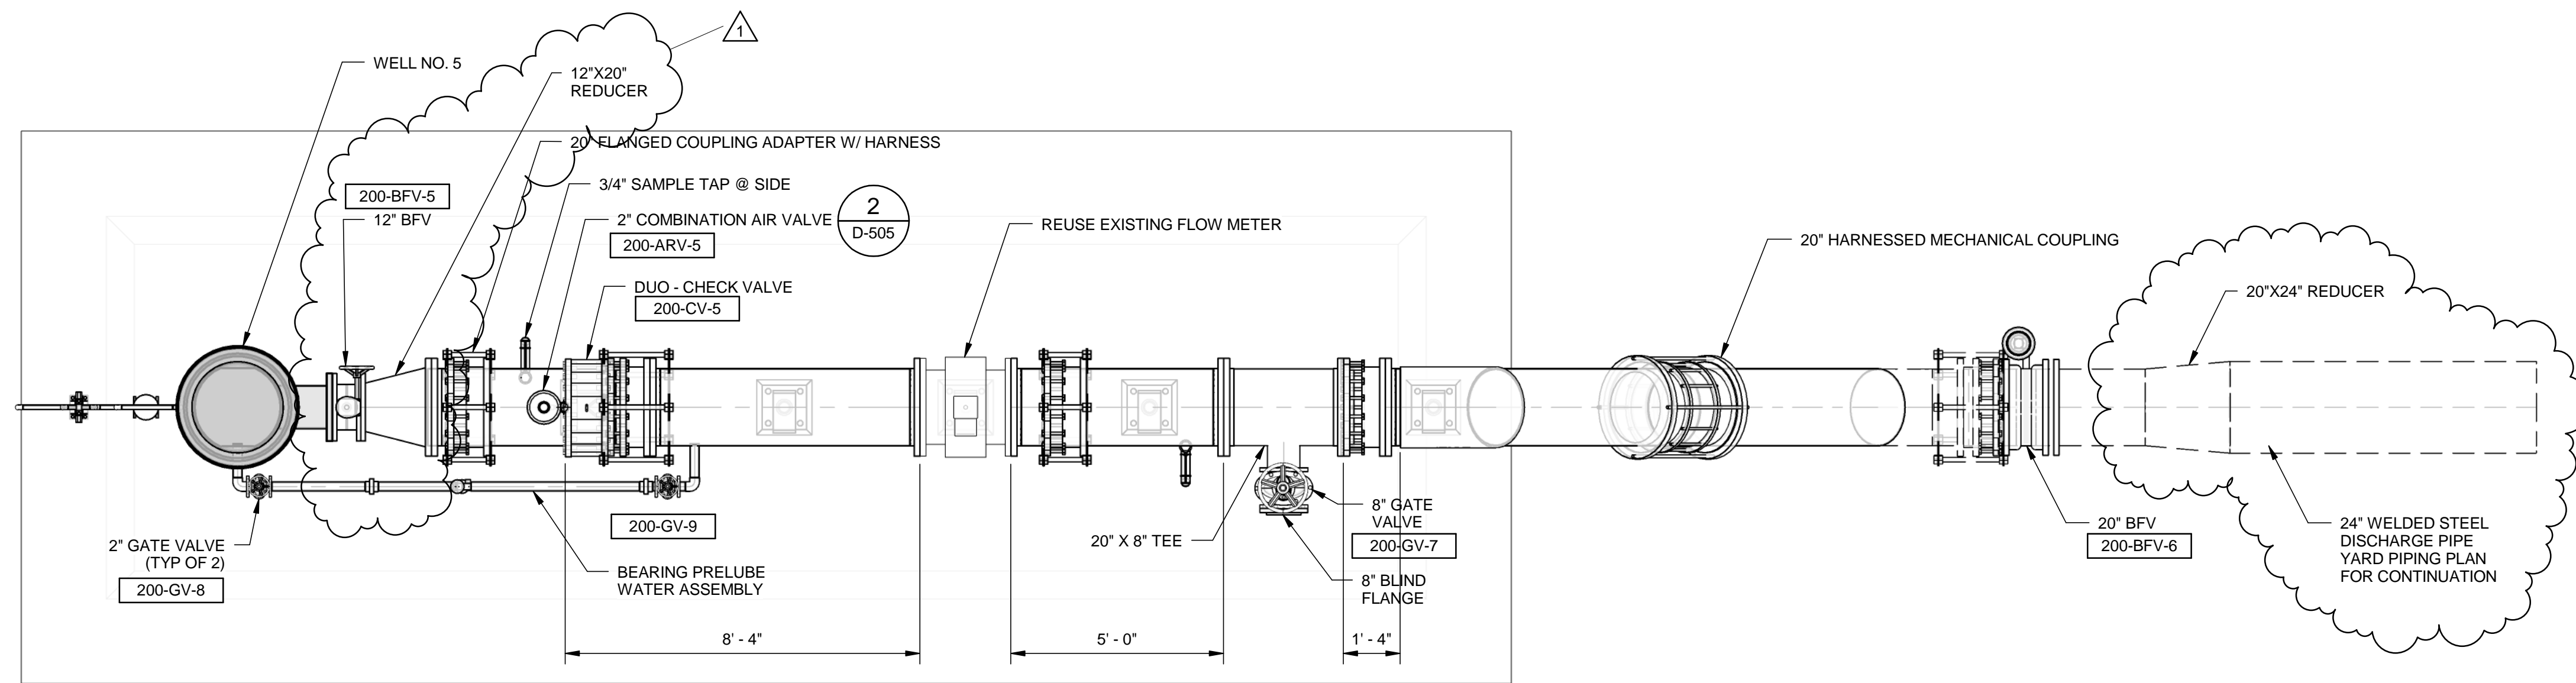 1
WELL NO. 5
12"X20"
REDUCER
20" FLANGED COUPLING ADAPTER W/ HARNESS
200-BFV-5
12" BFV
3/4" SAMPLE TAP @ SIDE
2" COMBINATION AIR VALVE
200-ARV-5
2
D-505
DUO - CHECK VALVE
200-CV-5
REUSE EXISTING FLOW METER
20" HARNESSED MECHANICAL COUPLING
20"X24" REDUCER
2" GATE VALVE
(TYP OF 2)
200-GV-8
200-GV-9
BEARING PRELUBE
WATER ASSEMBLY
20" X 8" TEE
8" GATE
VALVE
200-GV-7
8" BLIND
FLANGE
20" BFV
200-BFV-6
24" WELDED STEEL
DISCHARGE PIPE
YARD PIPING PLAN
FOR CONTINUATION
8' - 4"
5' - 0"
1' - 4"